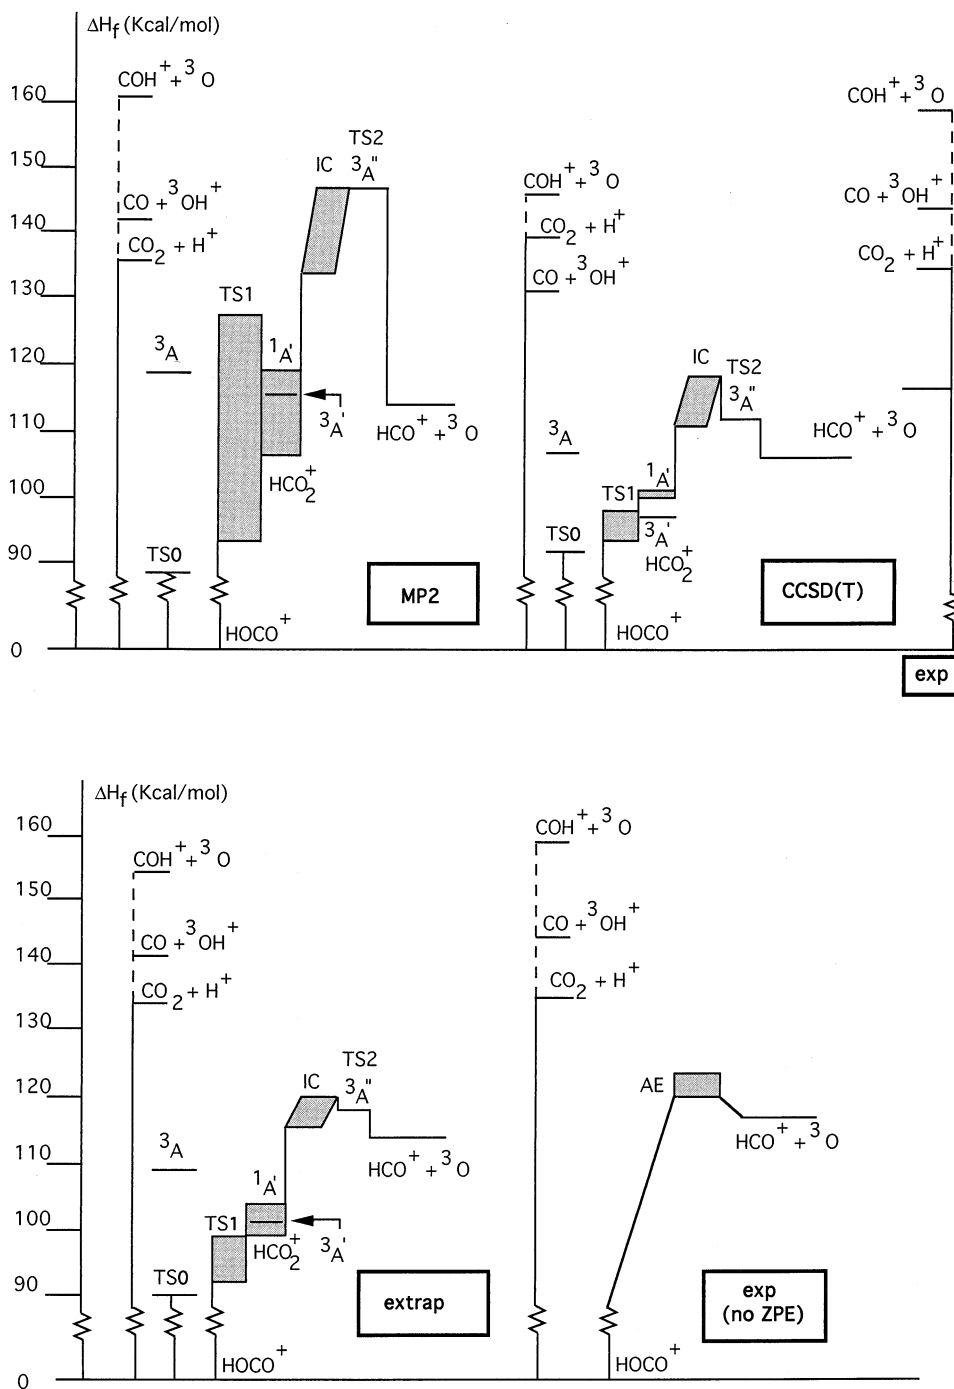 ΔHf (Kcal/mol)
160
150
140
130
120
110
100
90
0
COH+ + 3O
CO + 3OH+
CO2 + H+
3A
TS0
TS1
1A'
3A'
HCO2+
IC
TS2
3A"
HCO+ + 3O
HOCO+
MP2
COH+ + 3O
CO2 + H+
CO + 3OH+
3A
TS0
TS1
1A'
3A'
HCO2+
IC
TS2
3A"
HCO+ + 3O
HOCO+
CCSD(T)
COH+ + 3O
CO + 3OH+
CO2 + H+
exp
ΔHf (Kcal/mol)
160
150
140
130
120
110
100
90
0
COH+ + 3O
CO + 3OH+
CO2 + H+
3A
TS0
TS1
1A'
HCO2+
3A'
IC
TS2
3A"
HCO+ + 3O
HOCO+
extrap
COH+ + 3O
CO + 3OH+
CO2 + H+
AE
HCO+ + 3O
HOCO+
exp
(no ZPE)